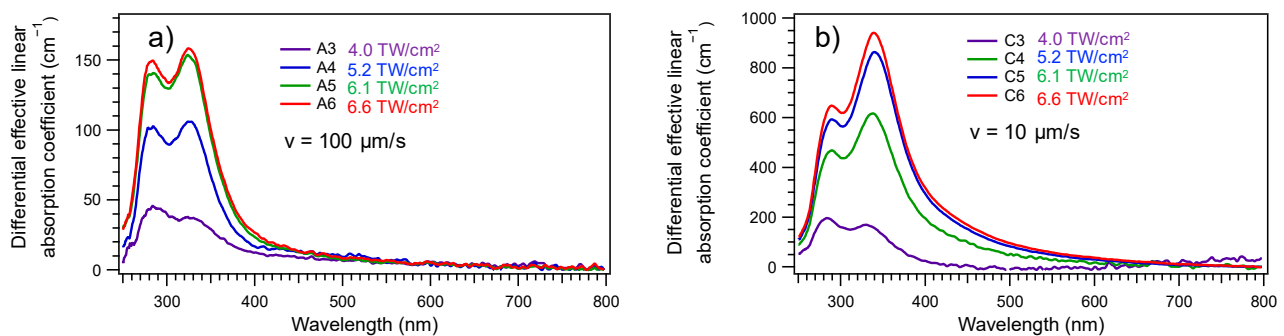 a)
Differential effective linear
absorption coefficient (cm⁻¹)
150
100
50
0
300
400
500
600
700
800
Wavelength (nm)
A3 4.0 TW/cm²
A4 5.2 TW/cm²
A5 6.1 TW/cm²
A6 6.6 TW/cm²
v = 100 µm/s
b)
Differential effective linear
absorption coefficient (cm⁻¹)
1000
800
600
400
200
0
300
400
500
600
700
800
Wavelength (nm)
C3 4.0 TW/cm²
C4 5.2 TW/cm²
C5 6.1 TW/cm²
C6 6.6 TW/cm²
v = 10 µm/s